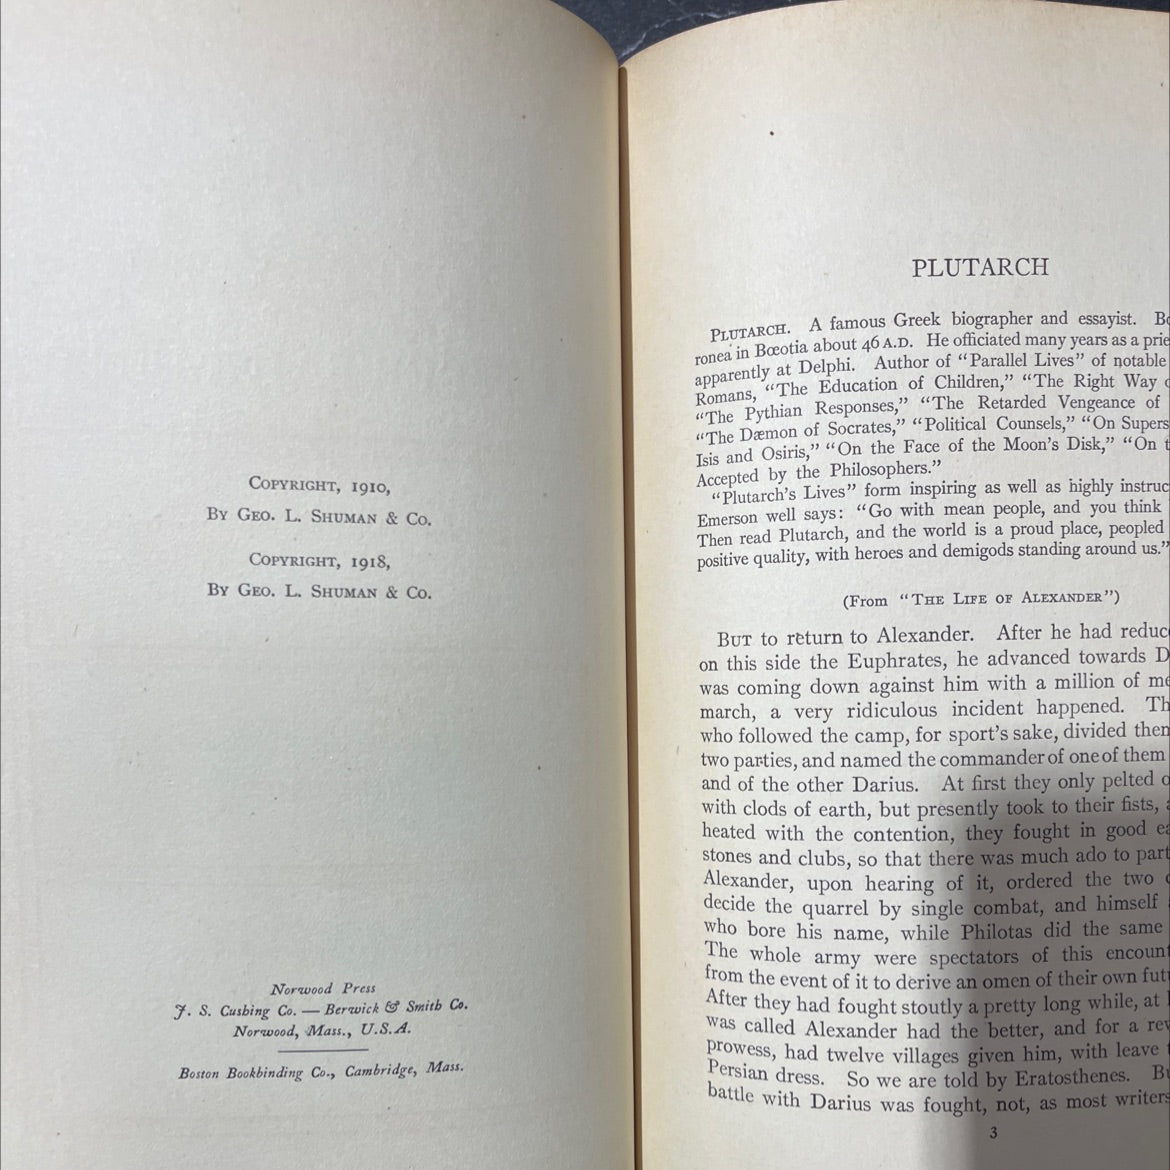 COPYRIGHT, 1910,
BY GEO. L. SHUMAN & CO.
COPYRIGHT, 1918,
BY GEO. L. SHUMAN & CO.
Norwood Press
J. S. Cushing Co. — Berwick & Smith Co.
Norwood, Mass., U.S.A.
Boston Bookbinding Co., Cambridge, Mass.
PLUTARCH
PLUTARCH. A famous Greek biographer and essayist.
ronea in Bœotia about 46 A.D. He officiated many years as a
apparently at Delphi. Author of “Parallel Lives” of notable
Romans, “The Education of Children,” “The Right Way
“The Pythian Responses,” “The Retarded Vengeance of
“The Dæmon of Socrates,” “Political Counsels,” “On
Isis and Osiris,” “On the Face of the Moon’s Disk,” “On
Accepted by the Philosophers.”
“Plutarch’s Lives” form inspiring as well as highly
Emerson well says: “Go with mean people, and you think
Then read Plutarch, and the world is a proud place, peopled
positive quality, with heroes and demigods standing around us.”
(From “THE LIFE OF ALEXANDER”)
BUT to return to Alexander. After he had
on this side the Euphrates, he advanced towards
was coming down against him with a million of
march, a very ridiculous incident happened.
who followed the camp, for sport’s sake, divided
two parties, and named the commander of one of them
and of the other Darius. At first they only pelted
with clods of earth, but presently took to their fists,
heated with the contention, they fought in good
stones and clubs, so that there was much ado to part
Alexander, upon hearing of it, ordered the two
decide the quarrel by single combat, and himself
who bore his name, while Philotas did the same
The whole army were spectators of this
from the event of it to derive an omen of their own
After they had fought stoutly a pretty long while, at
was called Alexander had the better, and for a
prowess, had twelve villages given him, with leave
Persian dress. So we are told by Eratosthenes.
battle with Darius was fought, not, as most writers
3